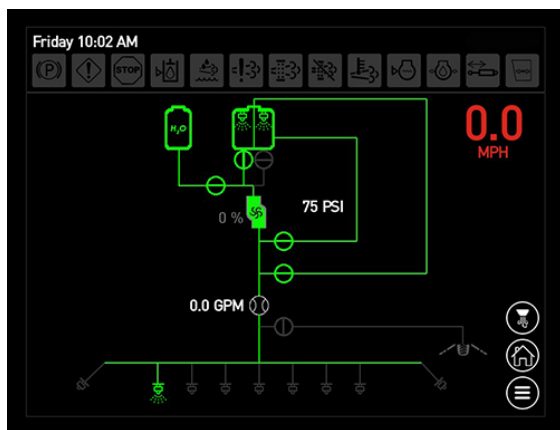 Friday 10:02 AM
(P)
STOP
H₂O
0.0
MPH
0 %
75 PSI
0.0 GPM